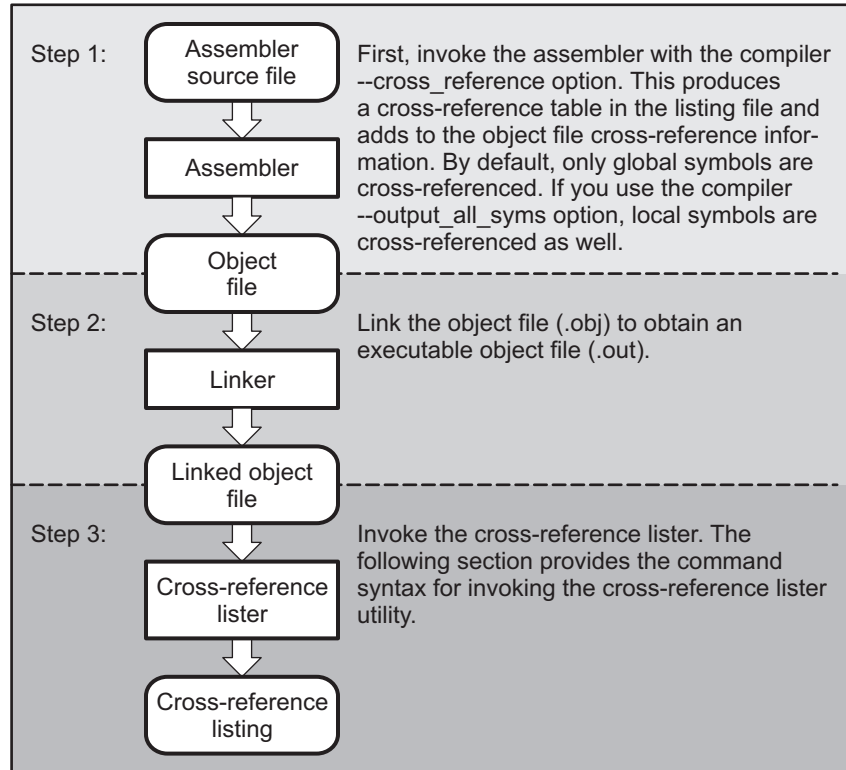 Step 1:
Assembler
source file
Assembler
Object
file
First, invoke the assembler with the compiler
--cross_reference option. This produces
a cross-reference table in the listing file and
adds to the object file cross-reference infor-
mation. By default, only global symbols are
cross-referenced. If you use the compiler
--output_all_syms option, local symbols are
cross-referenced as well.
Step 2:
Linker
Linked object
file
Link the object file (.obj) to obtain an
executable object file (.out).
Step 3:
Cross-reference
lister
Cross-reference
listing
Invoke the cross-reference lister. The
following section provides the command
syntax for invoking the cross-reference lister
utility.